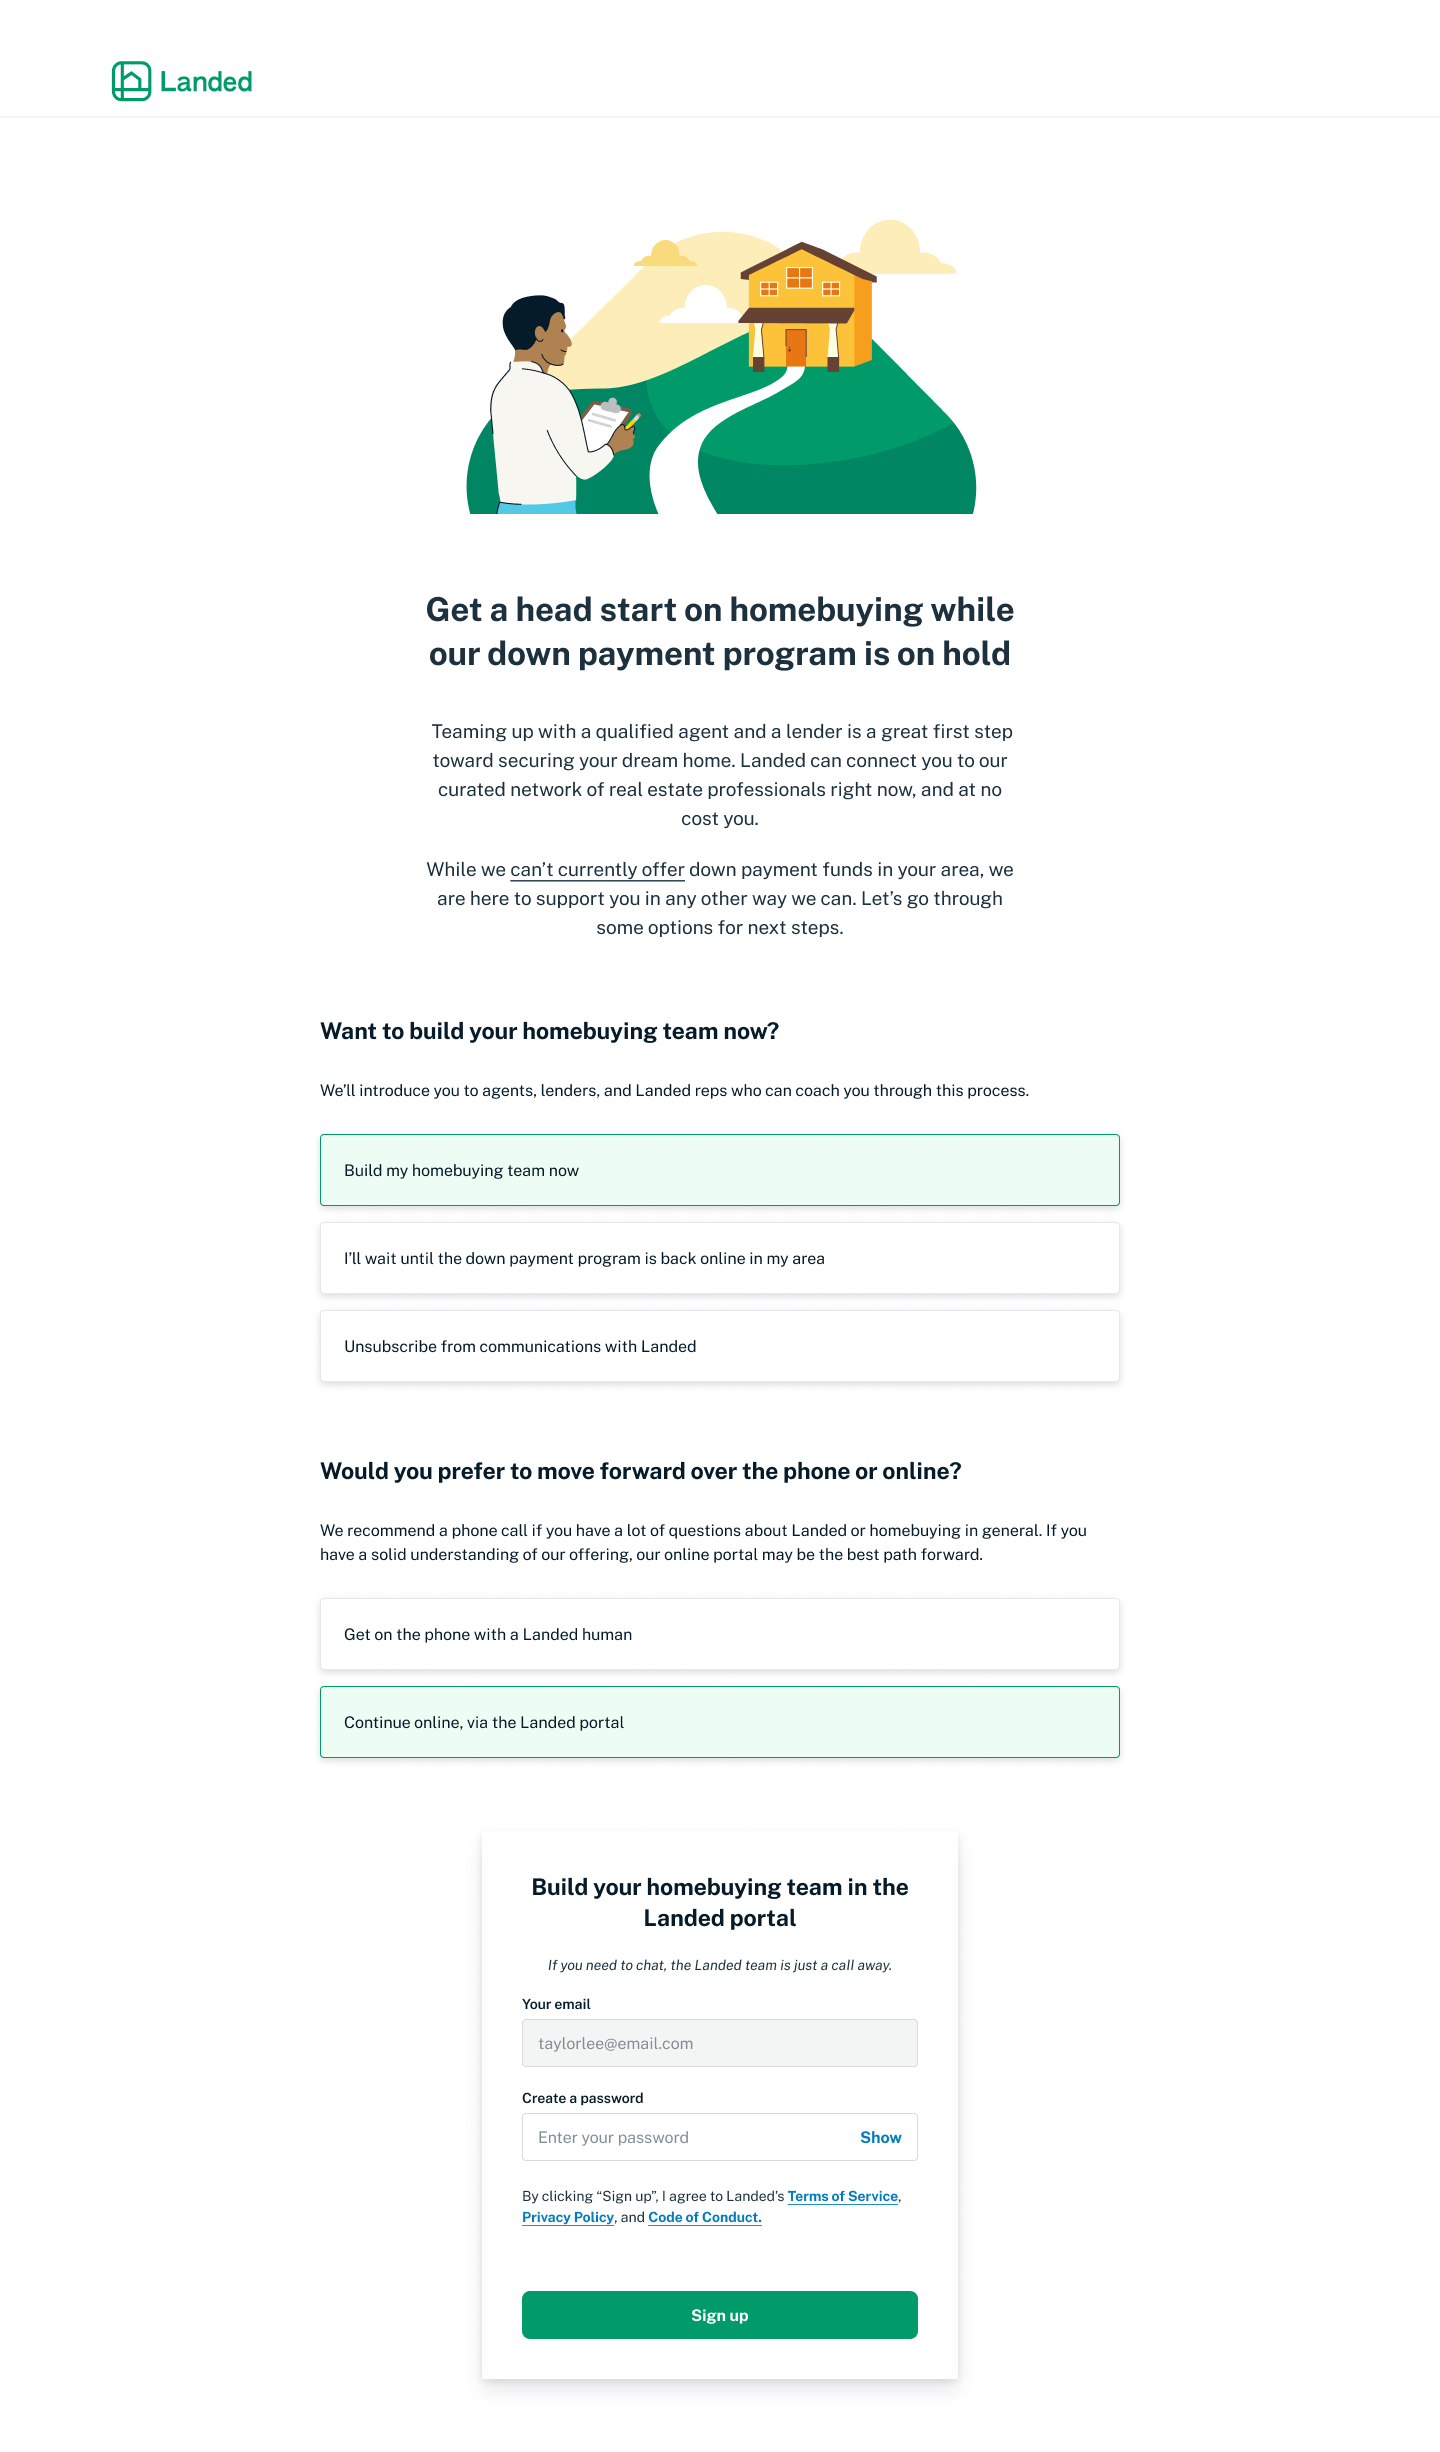 Landed
Get a head start on homebuying while
our down payment program is on hold
Teaming up with a qualified agent and a lender is a great first step
toward securing your dream home. Landed can connect you to our
curated network of real estate professionals right now, and at no
cost you.
While we can’t currently offer down payment funds in your area, we
are here to support you in any other way we can. Let’s go through
some options for next steps.
Want to build your homebuying team now?
We’ll introduce you to agents, lenders, and Landed reps who can coach you through this process.
Build my homebuying team now
I’ll wait until the down payment program is back online in my area
Unsubscribe from communications with Landed
Would you prefer to move forward over the phone or online?
We recommend a phone call if you have a lot of questions about Landed or homebuying in general. If you
have a solid understanding of our offering, our online portal may be the best path forward.
Get on the phone with a Landed human
Continue online, via the Landed portal
Build your homebuying team in the
Landed portal
If you need to chat, the Landed team is just a call away.
Your email
taylorlee@email.com
Create a password
Enter your password Show
By clicking “Sign up”, I agree to Landed’s Terms of Service,
Privacy Policy, and Code of Conduct.
Sign up